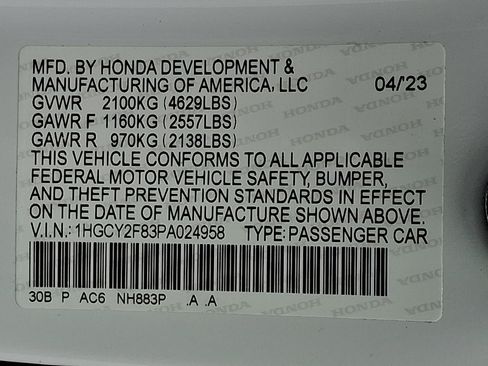 MFD. BY HONDA DEVELOPMENT &
MANUFACTURING OF AMERICA, LLC 04/'23
GVWR 2100KG (4629LBS)
GAWR F 1160KG (2557LBS)
GAWR R 970KG (2138LBS)
THIS VEHICLE CONFORMS TO ALL APPLICABLE
FEDERAL MOTOR VEHICLE SAFETY, BUMPER,
AND THEFT PREVENTION STANDARDS IN EFFECT
ON THE DATE OF MANUFACTURE SHOWN ABOVE.
V.I.N.: 1HGCY2F83PA024958 TYPE: PASSENGER CAR
30B P AC6 NH883P .A .A